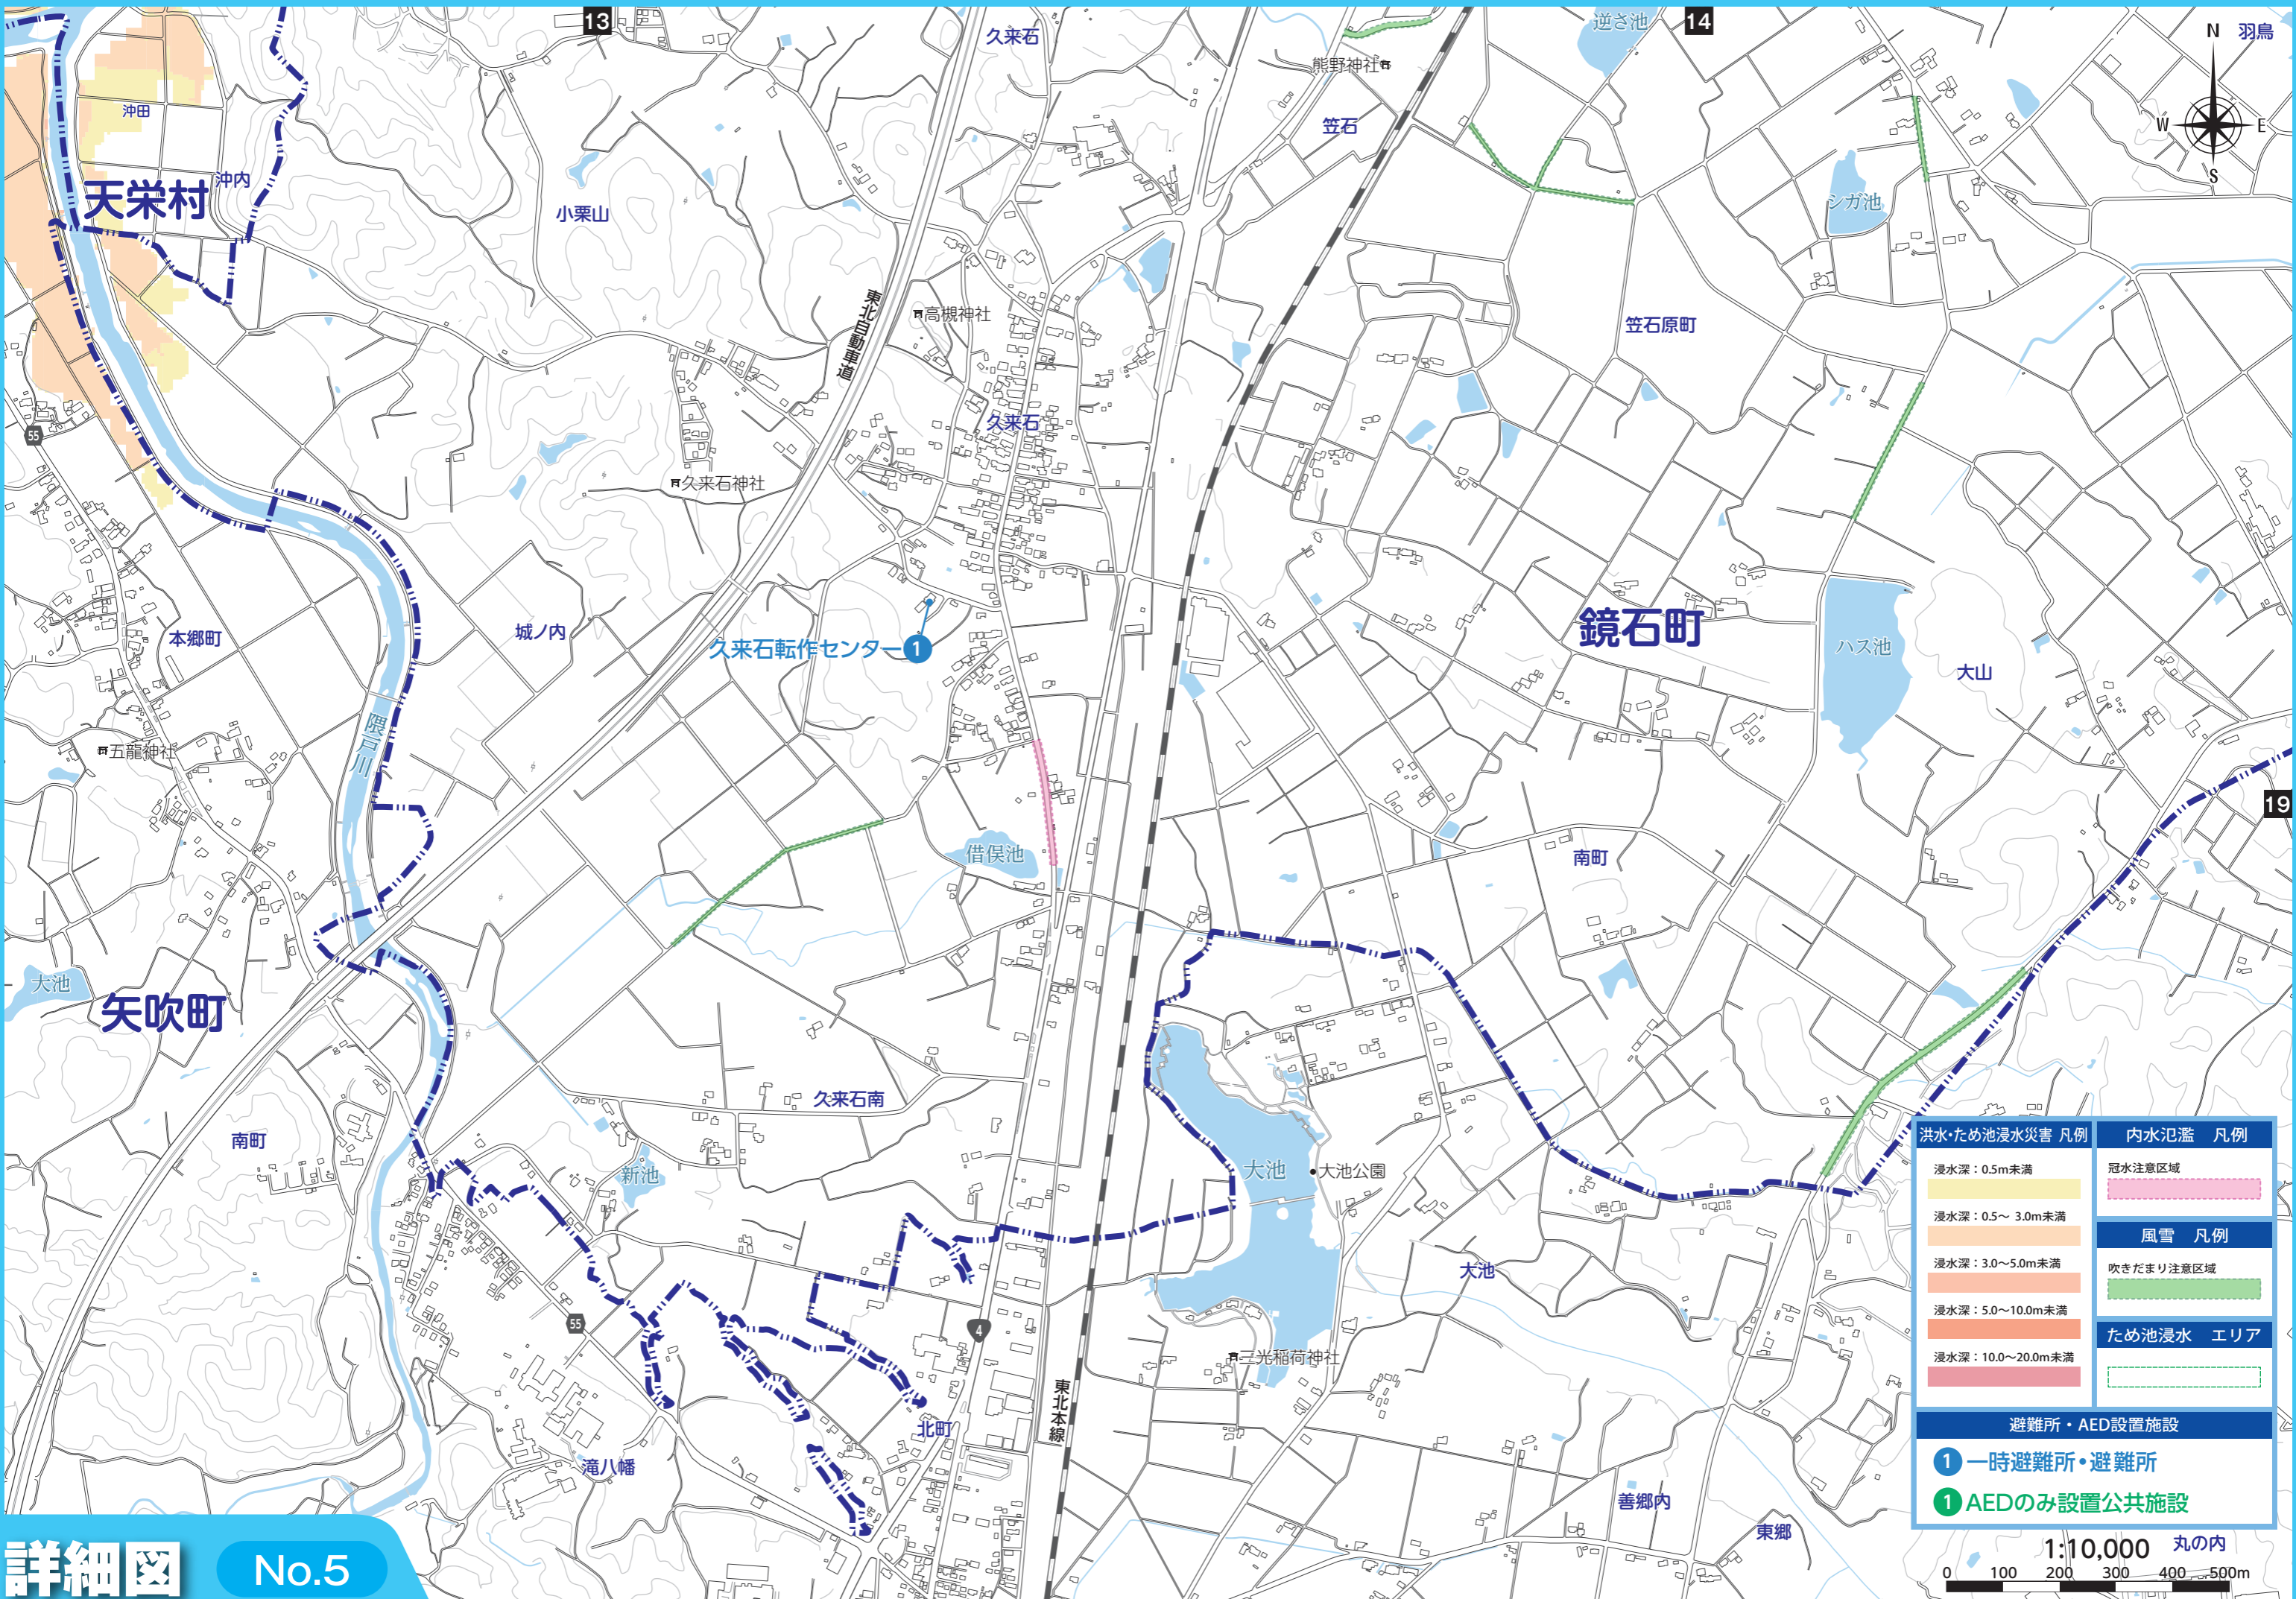 13
久来石
逆さ池
14
N
羽鳥
熊野神社
沖田
笠石
W
E
S
天栄村
沖内
小栗山
シガ池
東北自動車道
高槻神社
笠石原町
久来石
55
久来石神社
本郷町
城ノ内
久来石転作センター
1
鏡石町
ハス池
大山
隈戸川
五龍神社
19
借俣池
南町
大池
矢吹町
久来石南
南町
新池
大池
大池公園
大池
55
4
三光稲荷神社
東北本線
北町
滝八幡
善郷内
東郷
洪水・ため池浸水災害 凡例
浸水深:0.5m未満
浸水深:0.5~ 3.0m未満
浸水深:3.0~5.0m未満
浸水深:5.0~10.0m未満
浸水深:10.0~20.0m未満
内水氾濫 凡例
冠水注意区域
風雪 凡例
吹きだまり注意区域
ため池浸水 エリア
避難所・AED設置施設
1 一時避難所・避難所
1 AEDのみ設置公共施設
1:10,000
丸の内
0 100 200 300 400 500m
詳細図
No.5